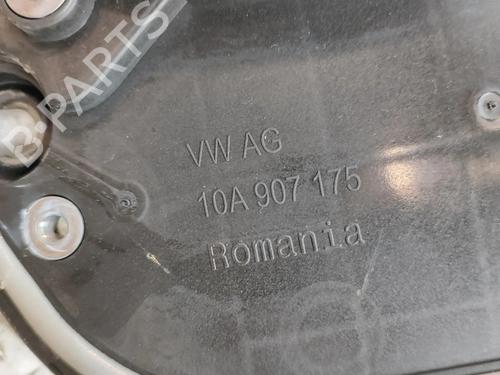 B-PARTS
VW AG
10A 907 175
Romania